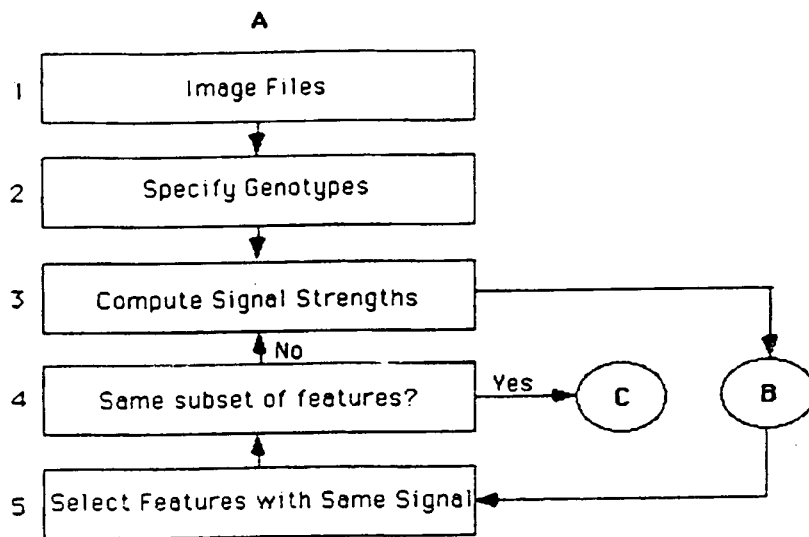 A
1 Image Files
2 Specify Genotypes
3 Compute Signal Strengths
No
4 Same subset of features? Yes C B
5 Select Features with Same Signal